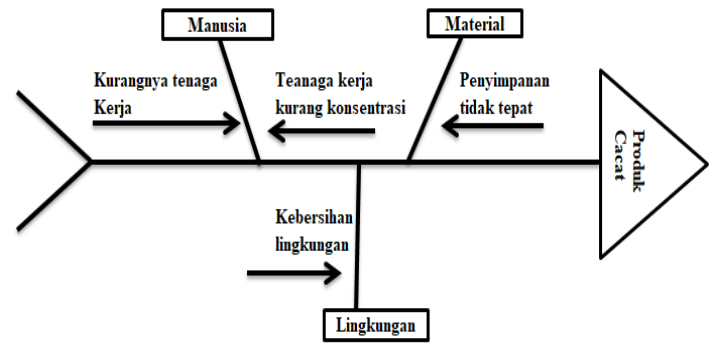 Manusia
Material
Kurangnya tenaga
Kerja
Teanaga kerja
kurang konsentrasi
Penyimpanan
tidak tepat
Produk
Cacat
Kebersihan
lingkungan
Lingkungan